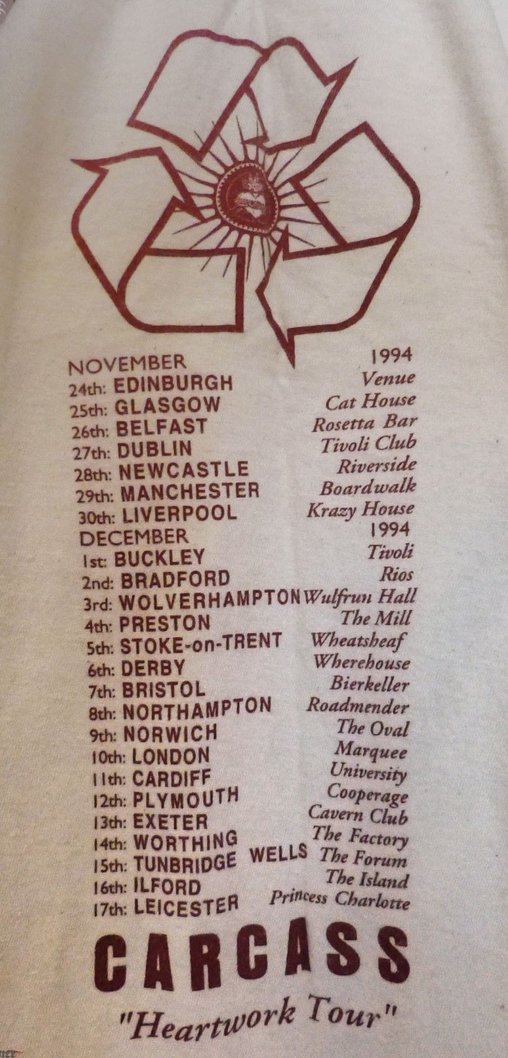 NOVEMBER 1994
24th: EDINBURGH Venue
25th: GLASGOW Cat House
26th: BELFAST Rosetta Bar
27th: DUBLIN Tivoli Club
28th: NEWCASTLE Riverside
29th: MANCHESTER Boardwalk
30th: LIVERPOOL Krazy House
DECEMBER 1994
1st: BUCKLEY Tivoli
2nd: BRADFORD Rios
3rd: WOLVERHAMPTON Wulfrun Hall
4th: PRESTON The Mill
5th: STOKE-on-TRENT Wheatsheaf
6th: DERBY Wherehouse
7th: BRISTOL Bierkeller
8th: NORTHAMPTON Roadmender
9th: NORWICH The Oval
10th: LONDON Marquee
11th: CARDIFF University
12th: PLYMOUTH Cooperage
13th: EXETER Cavern Club
14th: WORTHING The Factory
15th: TUNBRIDGE WELLS The Forum
16th: ILFORD The Island
17th: LEICESTER Princess Charlotte
CARCASS
"Heartwork Tour"